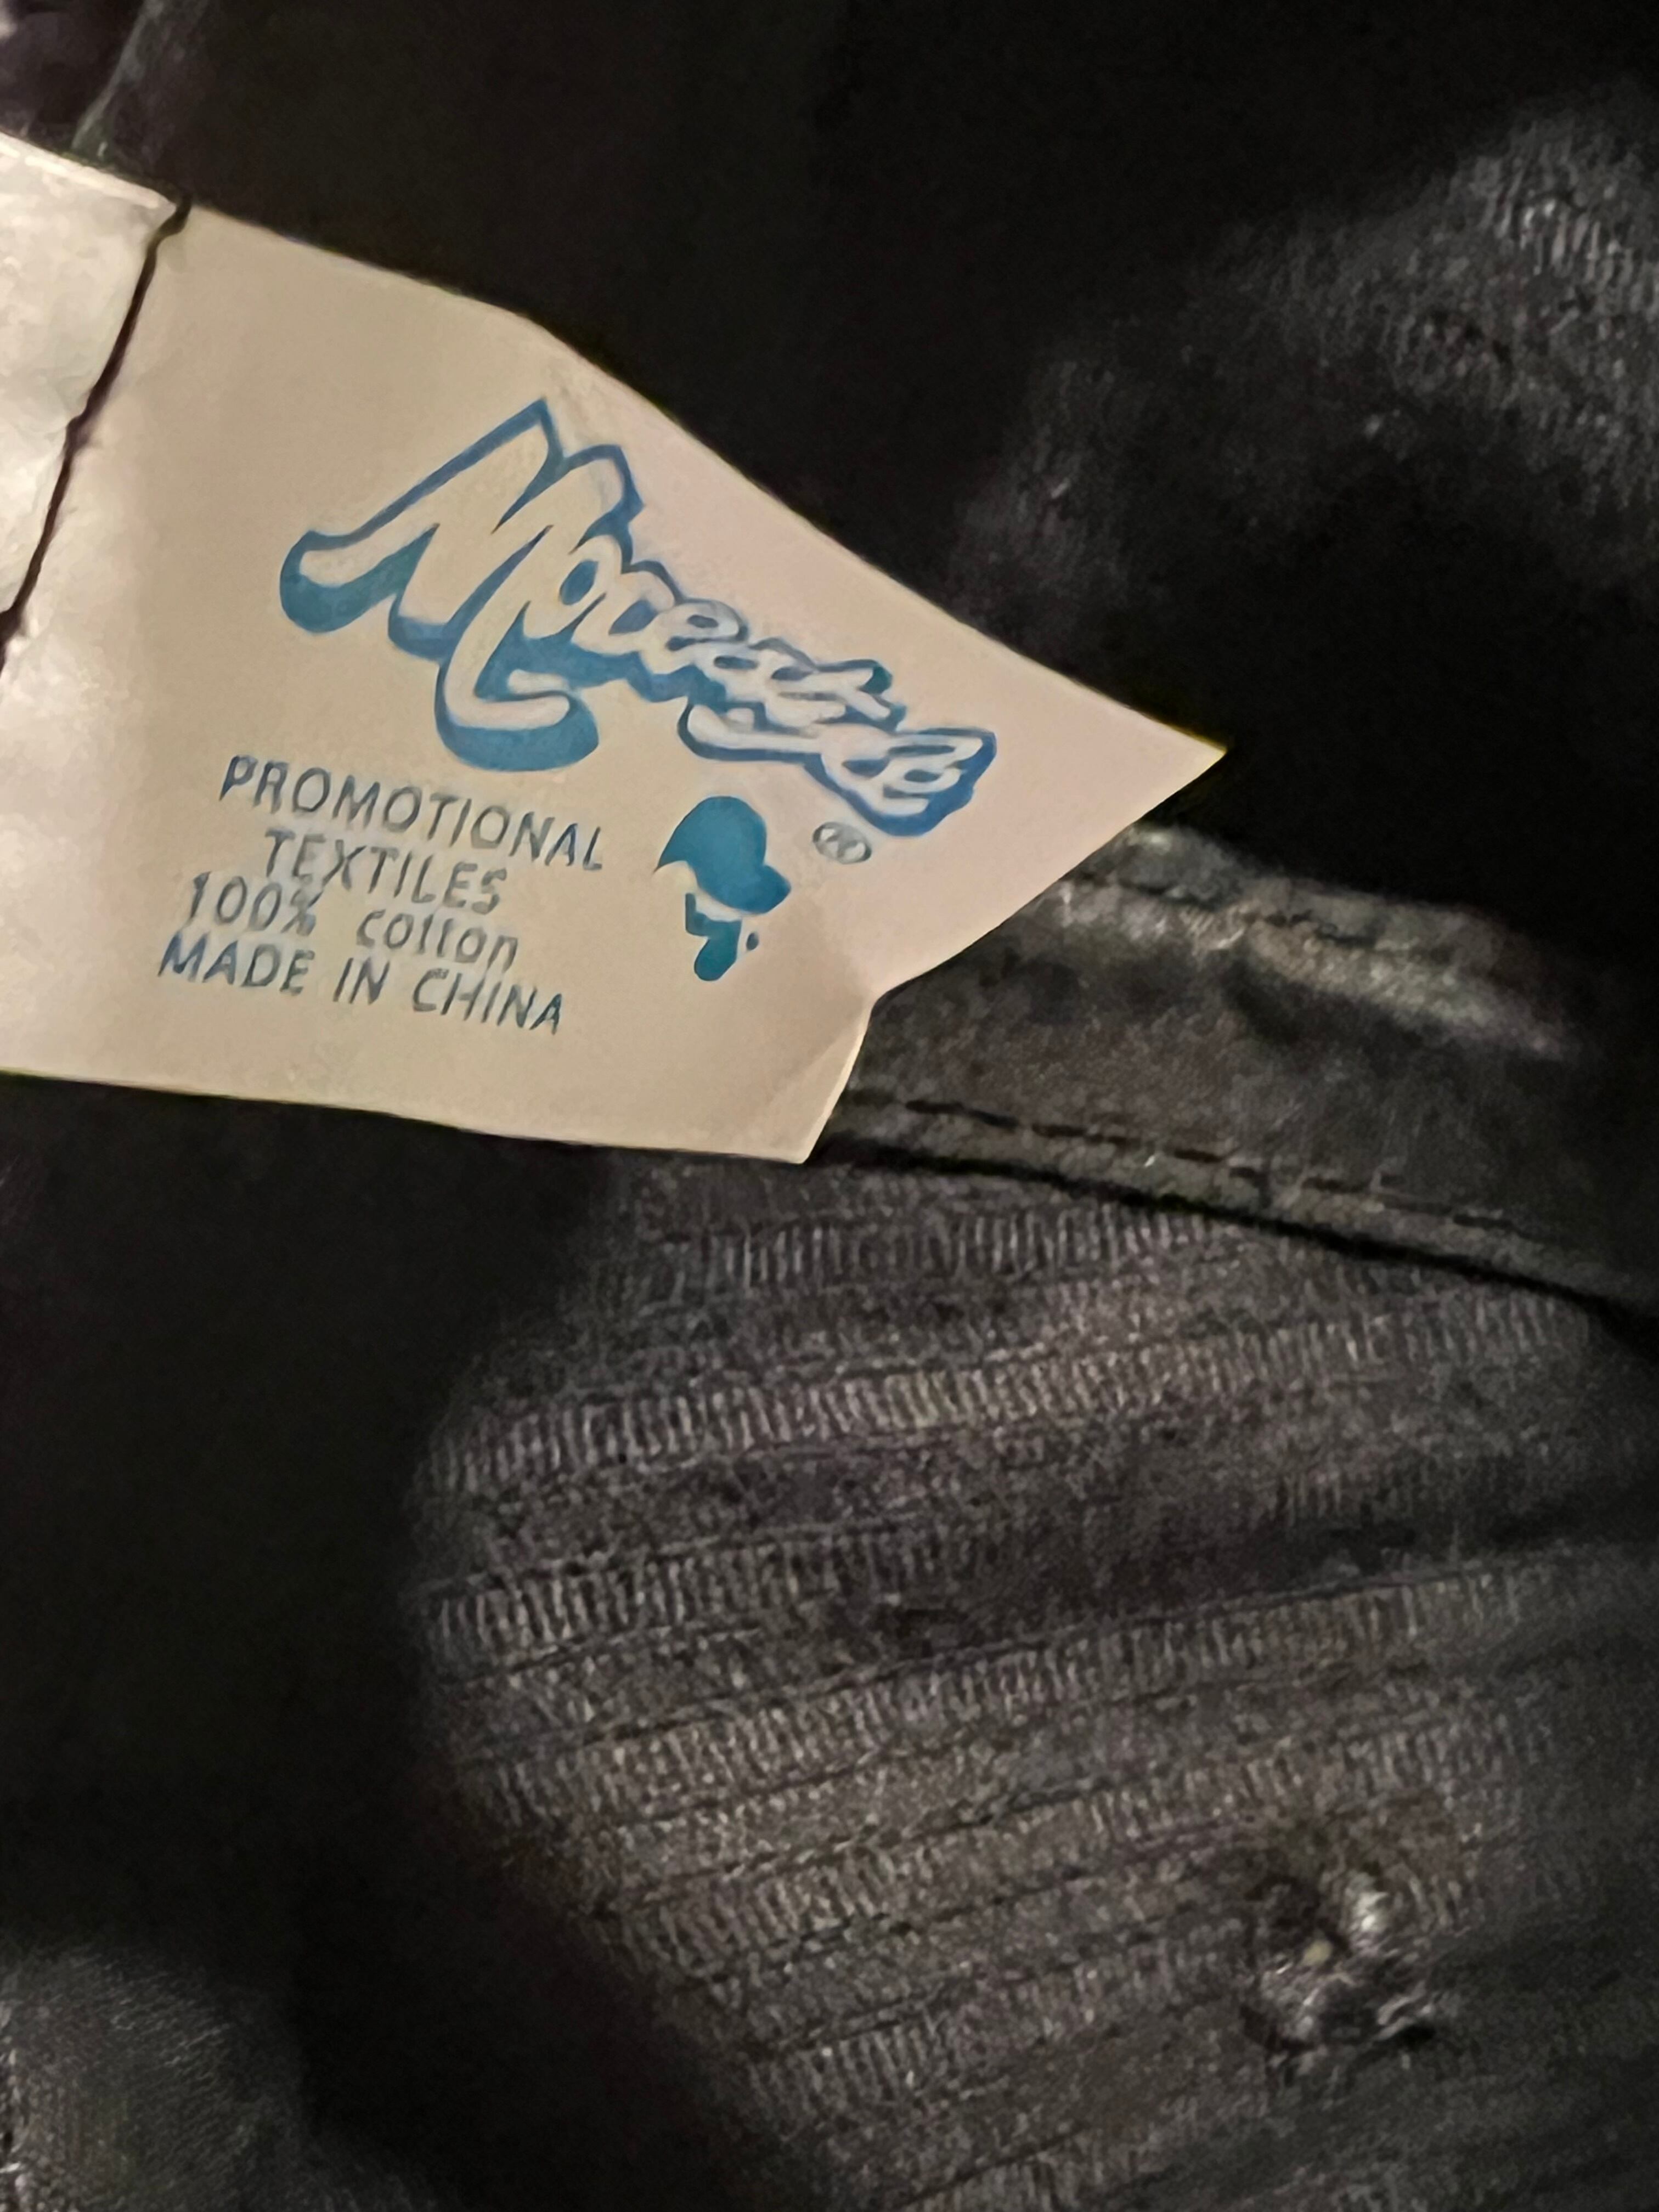 PROMOTIONAL
TEXTILES
100% cotton
MADE IN CHINA
®